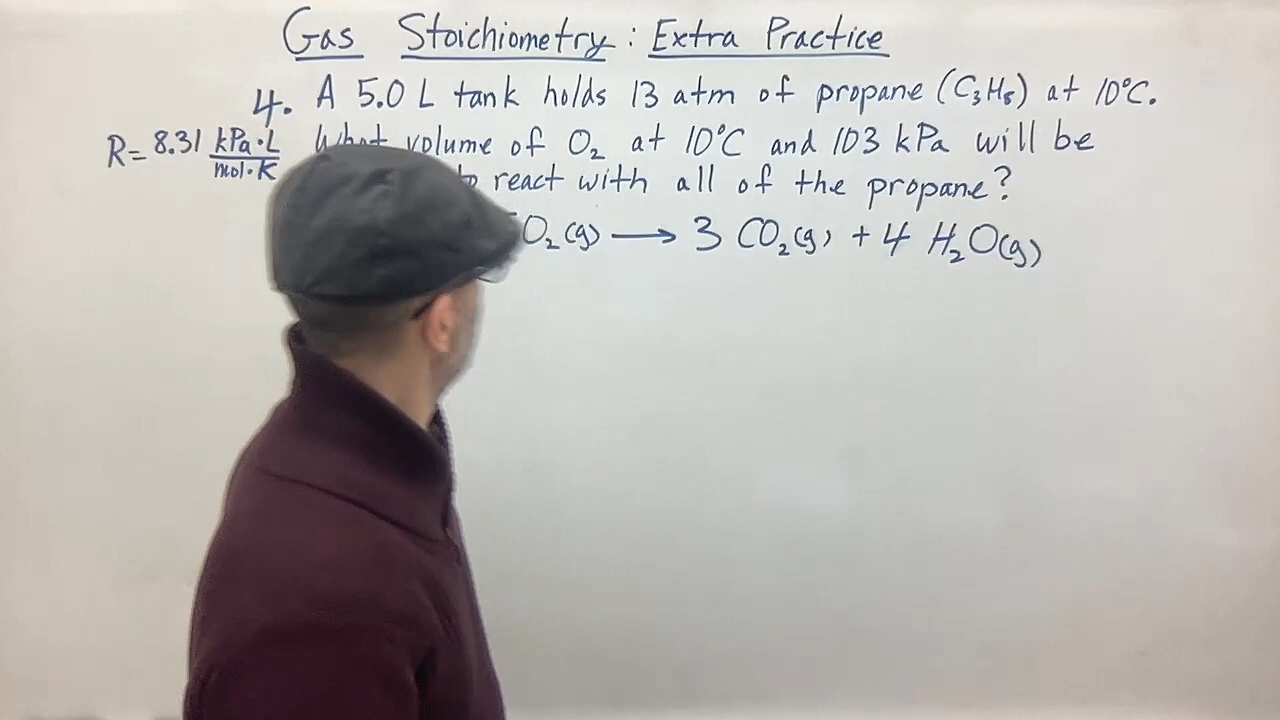 Gas Stoichiometry: Extra Practice
4. A 5.0 L tank holds 13 atm of propane (C₃H₈) at 10°C.
R= 8.31 kPa·L / mol·K What volume of O₂ at 10°C and 103 kPa will be
to react with all of the propane?
O₂(g) → 3 CO₂(g) + 4 H₂O(g)